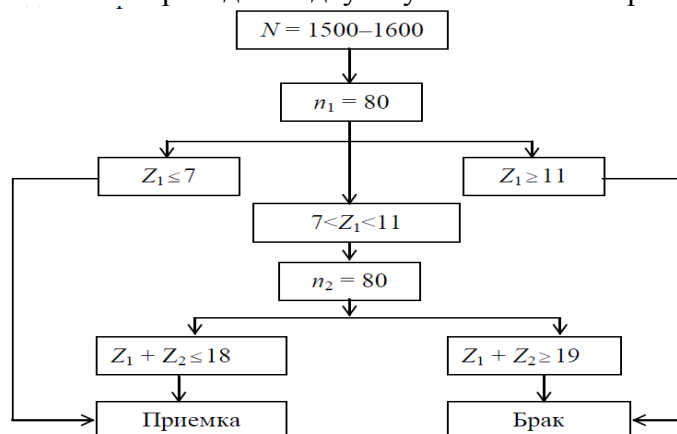 N = 1500–1600
n₁ = 80
Z₁ ≤ 7
Z₁ ≥ 11
7<Z₁<11
n₂ = 80
Z₁ + Z₂ ≤ 18
Z₁ + Z₂ ≥ 19
Приемка
Брак